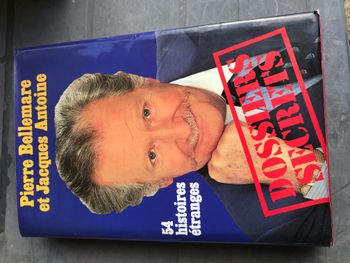 Pierre Bellemare
et Jacques Antoine
54
histoires
étranges
DOSSIERS
SECRETS